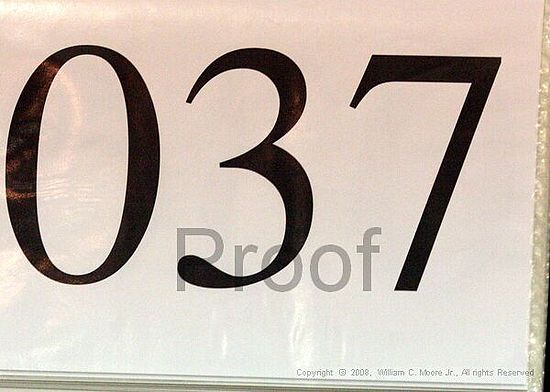 037
Proof
Copyright © 2008, William C. Moore Jr., All rights Reserved